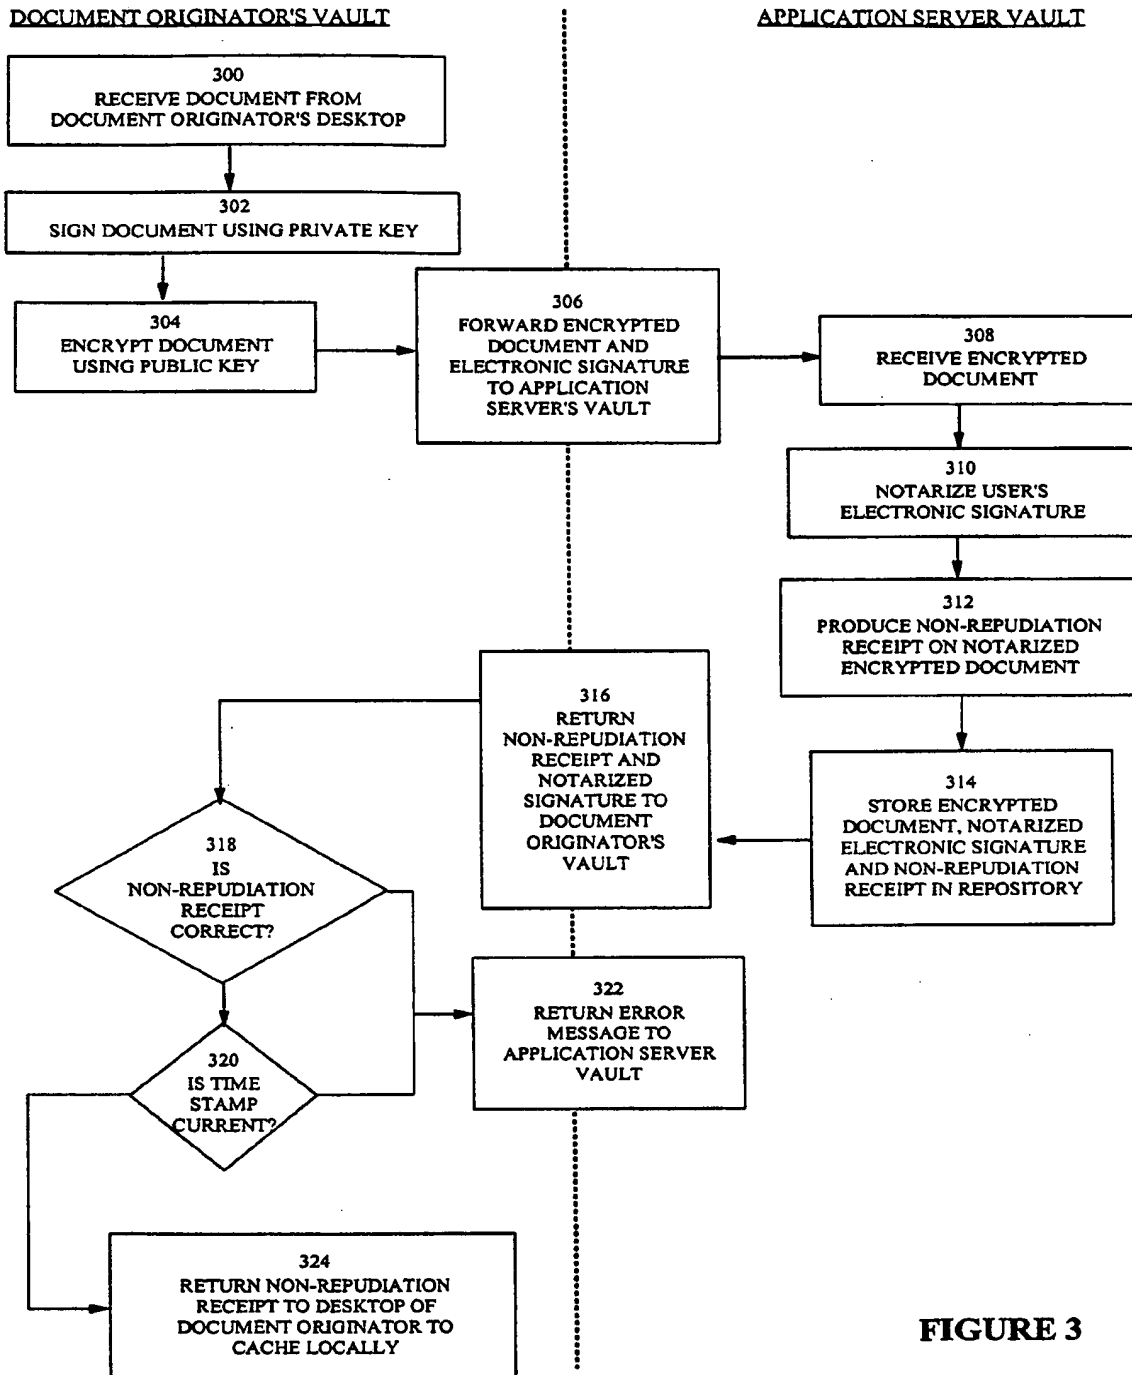 DOCUMENT ORIGINATOR'S VAULT
APPLICATION SERVER VAULT
300
RECEIVE DOCUMENT FROM
DOCUMENT ORIGINATOR'S DESKTOP
302
SIGN DOCUMENT USING PRIVATE KEY
304
ENCRYPT DOCUMENT
USING PUBLIC KEY
306
FORWARD ENCRYPTED
DOCUMENT AND
ELECTRONIC SIGNATURE
TO APPLICATION
SERVER'S VAULT
308
RECEIVE ENCRYPTED
DOCUMENT
310
NOTARIZE USER'S
ELECTRONIC SIGNATURE
312
PRODUCE NON-REPUDIATION
RECEIPT ON NOTARIZED
ENCRYPTED DOCUMENT
314
STORE ENCRYPTED
DOCUMENT, NOTARIZED
ELECTRONIC SIGNATURE
AND NON-REPUDIATION
RECEIPT IN REPOSITORY
316
RETURN
NON-REPUDIATION
RECEIPT AND
NOTARIZED
SIGNATURE TO
DOCUMENT
ORIGINATOR'S
VAULT
318
IS
NON-REPUDIATION
RECEIPT
CORRECT?
320
IS TIME
STAMP
CURRENT?
322
RETURN ERROR
MESSAGE TO
APPLICATION SERVER
VAULT
324
RETURN NON-REPUDIATION
RECEIPT TO DESKTOP OF
DOCUMENT ORIGINATOR TO
CACHE LOCALLY
FIGURE 3